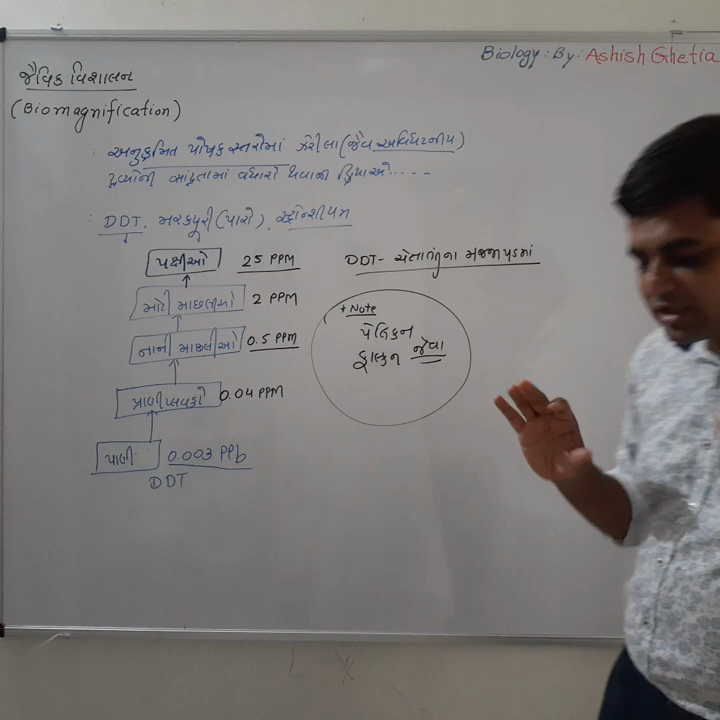 Biology : By : Ashish Ghetia
જૈવિક વિશાલન
(Biomagnification)
: અનુક્રમિત પોષક સ્તરોમાં ઝેરીલા (જૈવ અવિઘટનીય)
દ્રવ્યોની સાંદ્રતામાં વધારો થવાની ક્રિયાએ.....
: DDT, મરક્યુરી (પારો), સ્ટ્રોન્શીયમ
પક્ષીઓ 25 PPM
DDT - ચેતાતંતુના મજ્જાપડમાં
મોટી માછલીઓ 2 PPM
નાની માછલીઓ 0.5 PPM
પ્રાણીપ્લવકો 0.04 PPM
પાણી 0.003 PPb
DDT
* Note
પેલિકન
ફાલ્કન જેવા